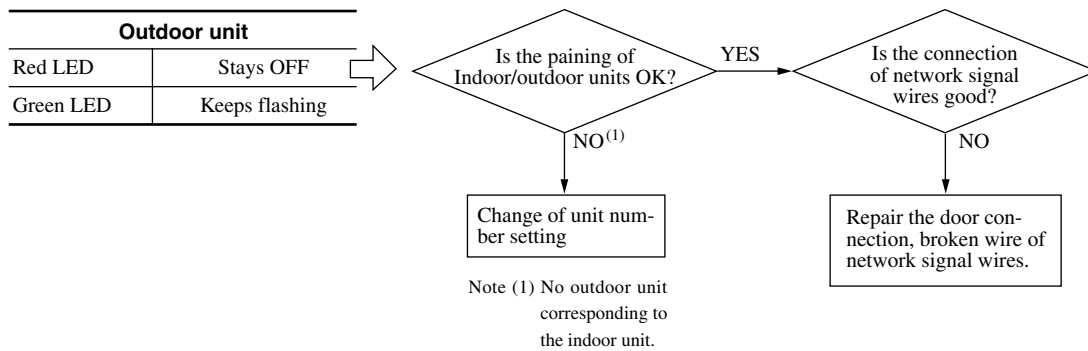 Outdoor unit
Red LED Stays OFF
Green LED Keeps flashing
Is the paining of
Indoor/outdoor units OK?
YES
Is the connection
of network signal
wires good?
NO(1)
NO
Change of unit num-
ber setting
Repair the door con-
nection, broken wire of
network signal wires.
Note (1) No outdoor unit
corresponding to
the indoor unit.